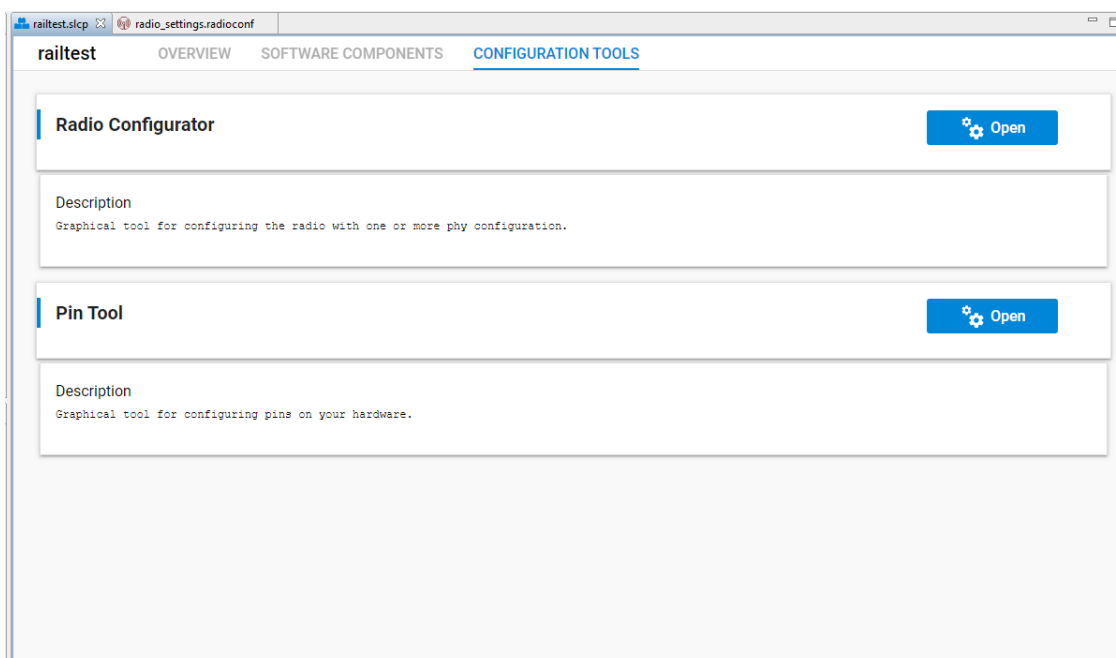 railtest.slcp radio_settings.radioconf
railtest OVERVIEW SOFTWARE COMPONENTS CONFIGURATION TOOLS
Radio Configurator Open
Description
Graphical tool for configuring the radio with one or more phy configuration.
Pin Tool Open
Description
Graphical tool for configuring pins on your hardware.